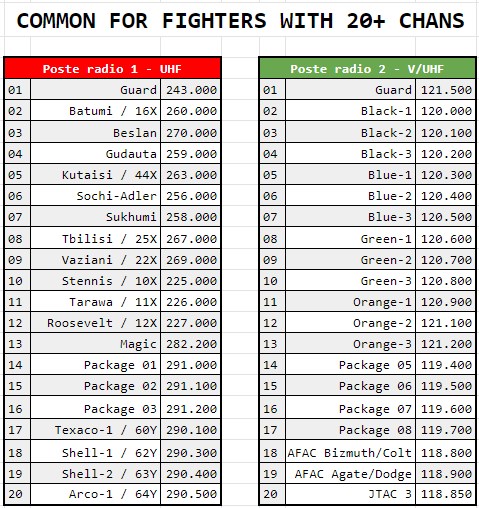 COMMON FOR FIGHTERS WITH 20+ CHANS
Poste radio 1 - UHF
01 Guard 243.000
02 Batumi / 16X 260.000
03 Beslan 270.000
04 Gudauta 259.000
05 Kutaisi / 44X 263.000
06 Sochi-Adler 256.000
07 Sukhumi 258.000
08 Tbilisi / 25X 267.000
09 Vaziani / 22X 269.000
10 Stennis / 10X 225.000
11 Tarawa / 11X 226.000
12 Roosevelt / 12X 227.000
13 Magic 282.200
14 Package 01 291.000
15 Package 02 291.100
16 Package 03 291.200
17 Texaco-1 / 60Y 290.100
18 Shell-1 / 62Y 290.300
19 Shell-2 / 63Y 290.400
20 Arco-1 / 64Y 290.500
Poste radio 2 - V/UHF
01 Guard 121.500
02 Black-1 120.000
03 Black-2 120.100
04 Black-3 120.200
05 Blue-1 120.300
06 Blue-2 120.400
07 Blue-3 120.500
08 Green-1 120.600
09 Green-2 120.700
10 Green-3 120.800
11 Orange-1 120.900
12 Orange-2 121.100
13 Orange-3 121.200
14 Package 05 119.400
15 Package 06 119.500
16 Package 07 119.600
17 Package 08 119.700
18 AFAC Bizmuth/Colt 118.800
19 AFAC Agate/Dodge 118.900
20 JTAC 3 118.850